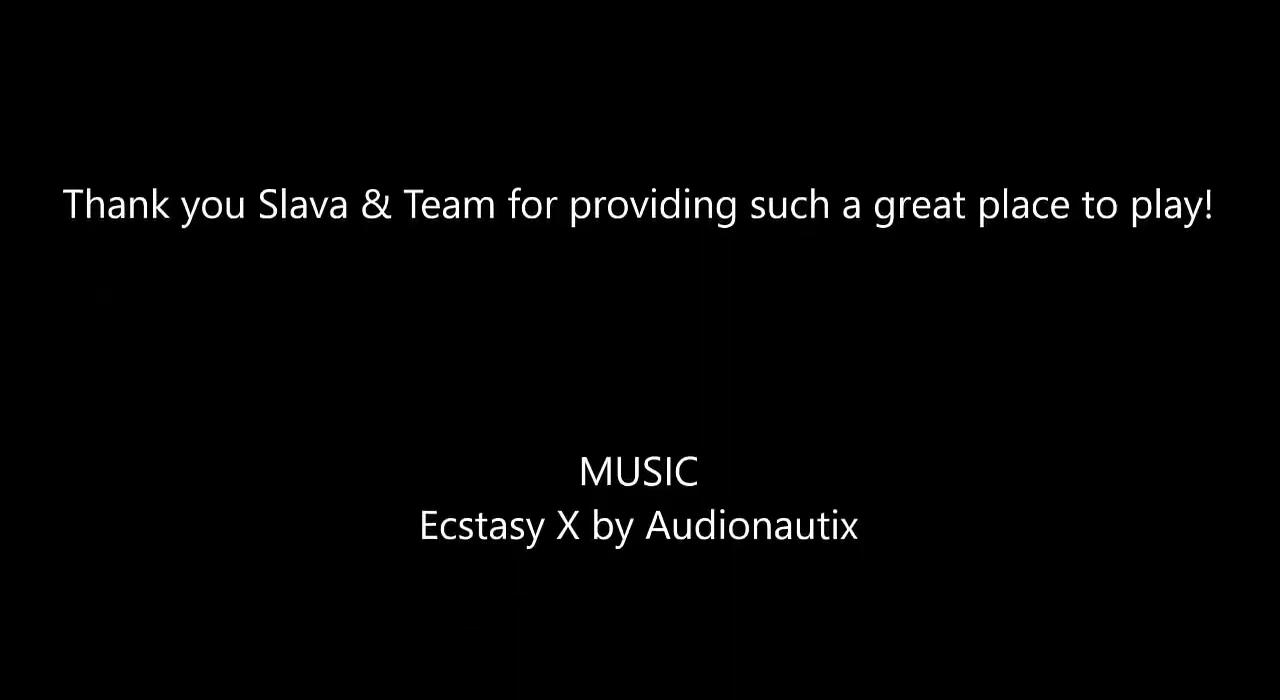 Thank you Slava & Team for providing such a great place to play!
MUSIC
Ecstasy X by Audionautix